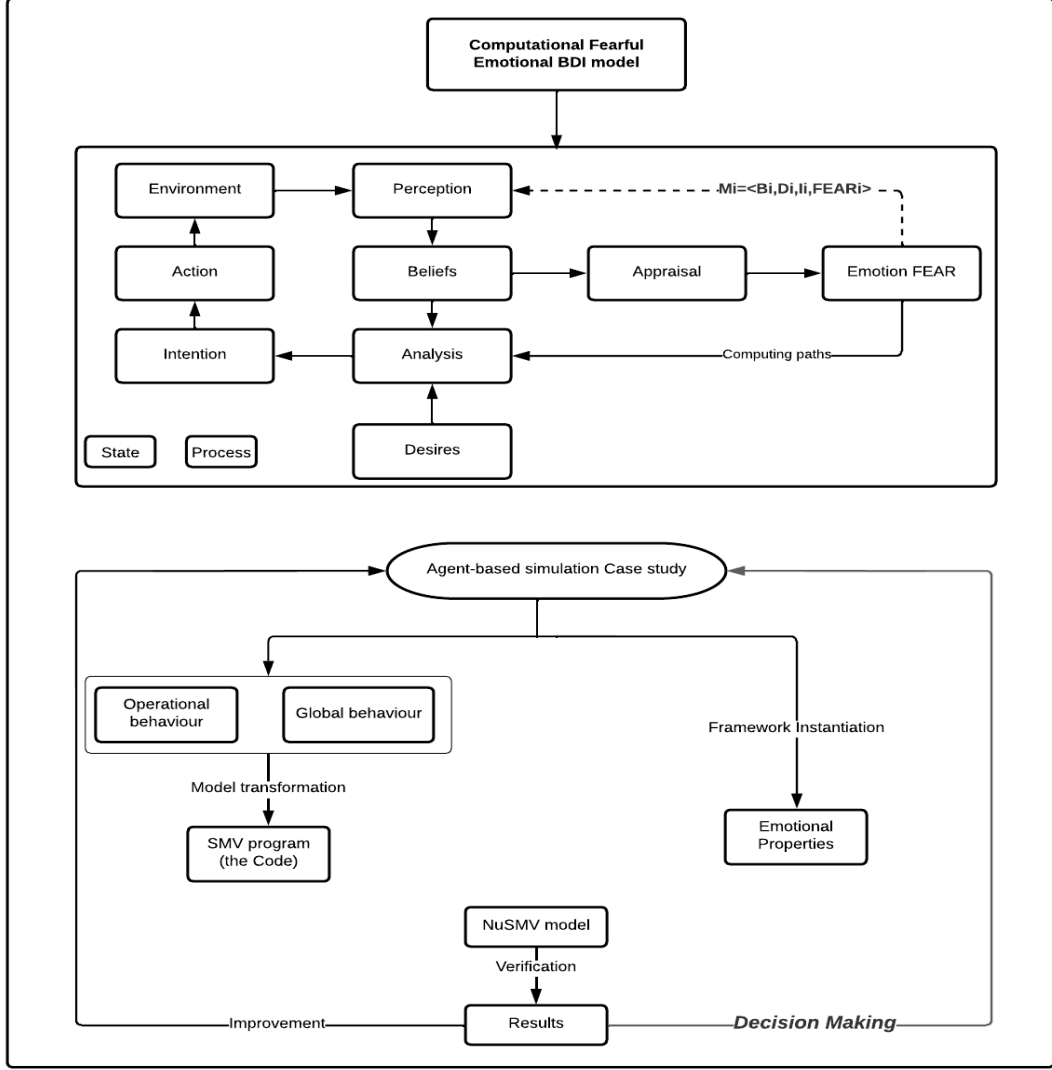 Computational Fearful
Emotional BDI model
Environment
Perception
Mi=<Bi,Di,Ii,FEARi>
Action
Beliefs
Appraisal
Emotion FEAR
Intention
Analysis
Computing paths
State
Process
Desires
Agent-based simulation Case study
Operational
behaviour
Global behaviour
Framework Instantiation
Model transformation
SMV program
(the Code)
Emotional
Properties
NuSMV model
Verification
Improvement
Results
Decision Making